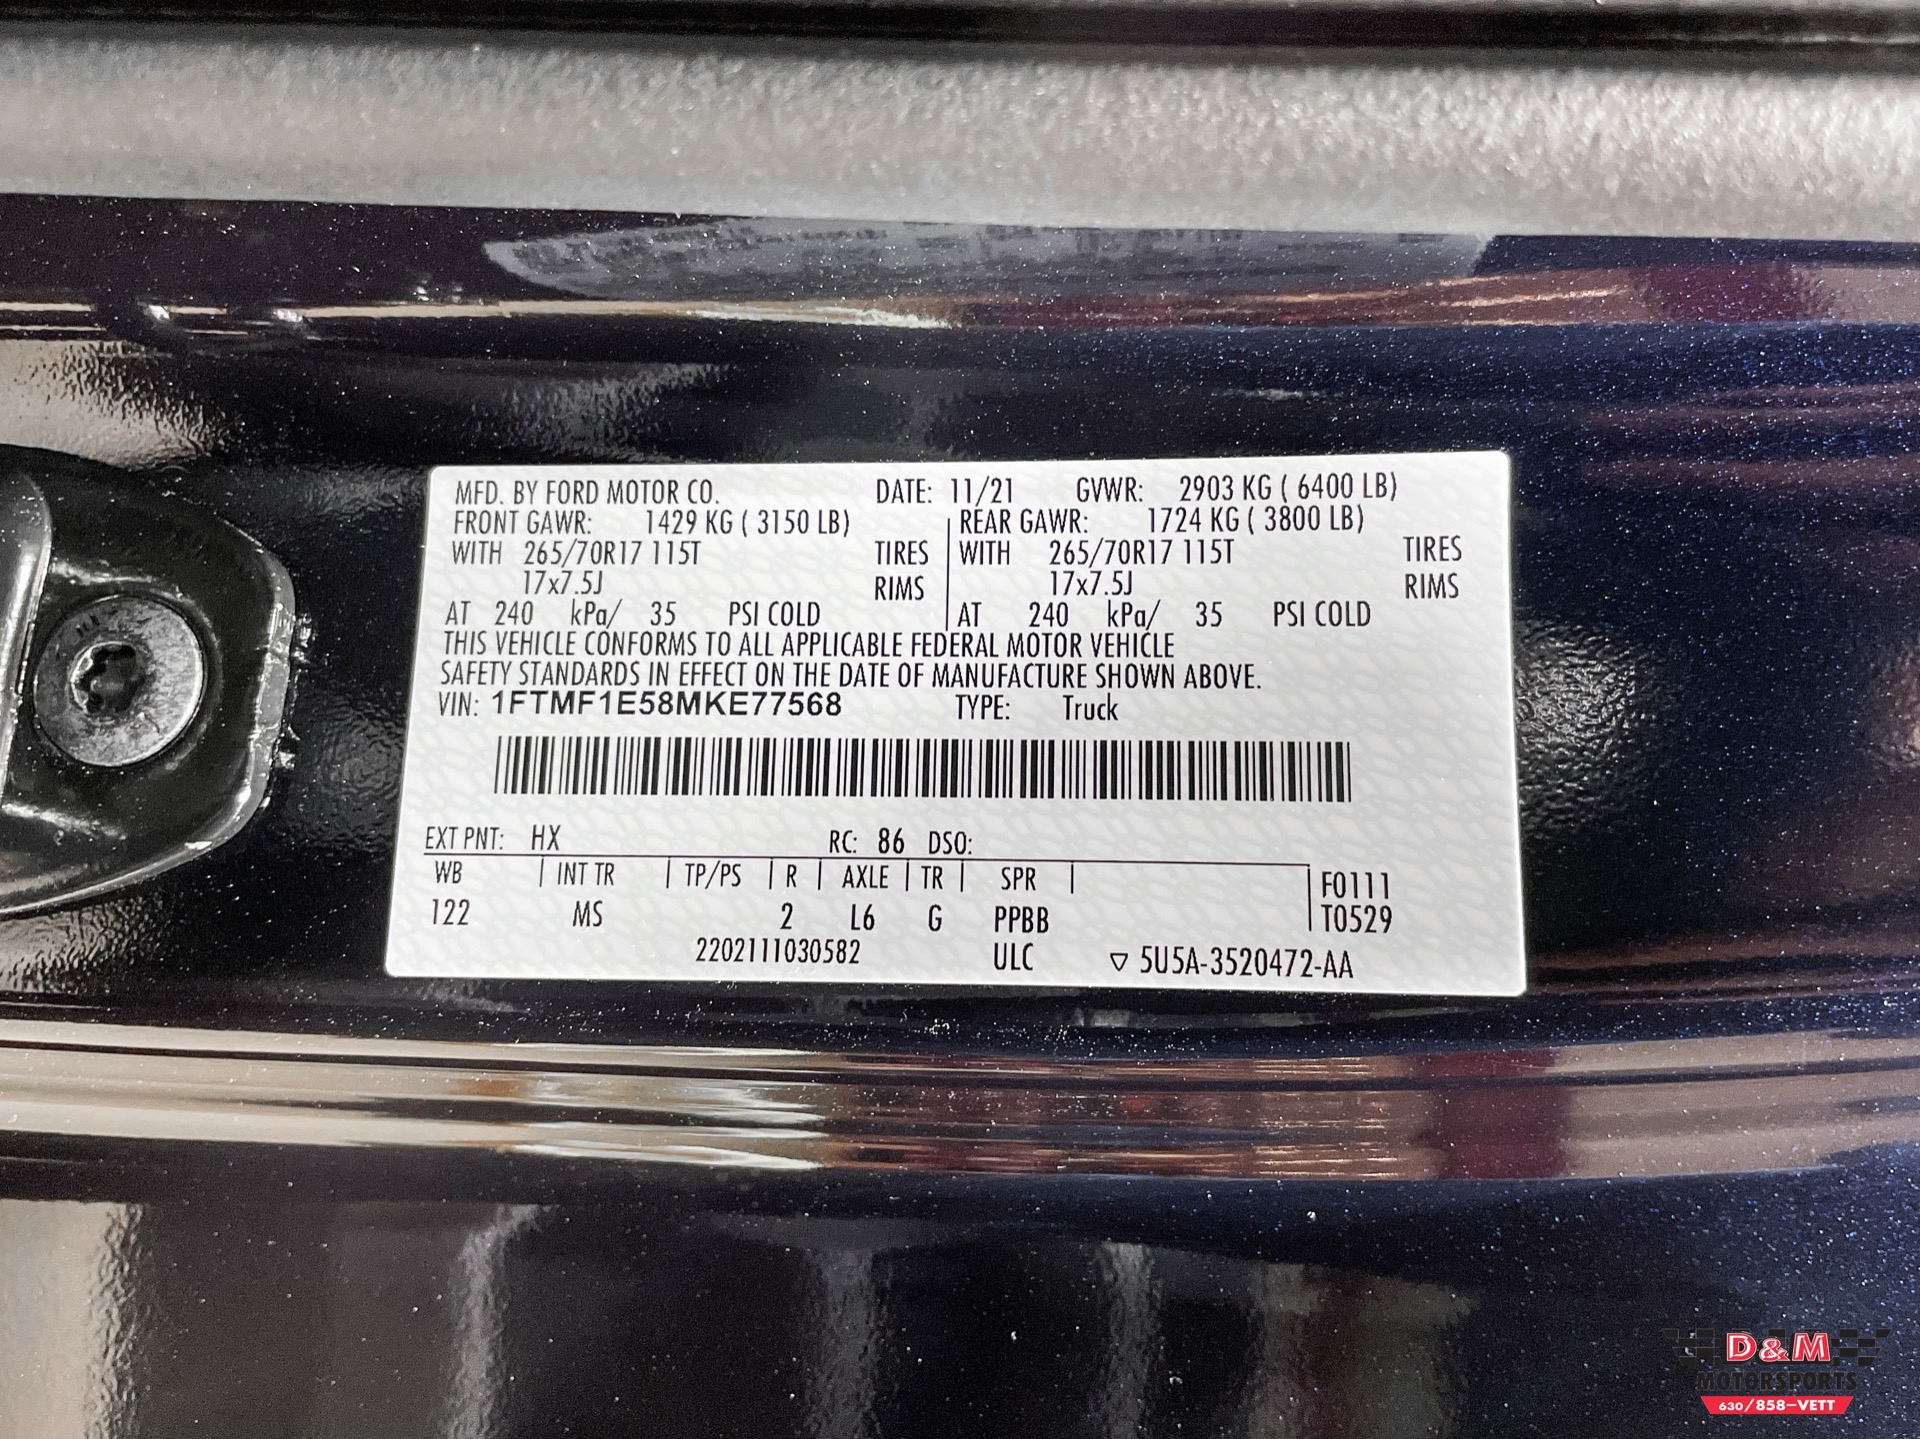 MFD. BY FORD MOTOR CO. DATE: 11/21 GVWR: 2903 KG ( 6400 LB)
FRONT GAWR: 1429 KG ( 3150 LB) REAR GAWR: 1724 KG ( 3800 LB)
WITH 265/70R17 115T TIRES WITH 265/70R17 115T TIRES
17x7.5J RIMS 17x7.5J RIMS
AT 240 kPa/ 35 PSI COLD AT 240 kPa/ 35 PSI COLD
THIS VEHICLE CONFORMS TO ALL APPLICABLE FEDERAL MOTOR VEHICLE
SAFETY STANDARDS IN EFFECT ON THE DATE OF MANUFACTURE SHOWN ABOVE.
VIN: 1FTMF1E58MKE77568 TYPE: Truck
EXT PNT: HX RC: 86 DSO:
WB INT TR TP/PS R AXLE TR SPR F0111
122 MS 2 L6 G PPBB T0529
2202111030582 ULC ▽ 5U5A-3520472-AA
D&M
MOTORSPORTS
630/858-VETT